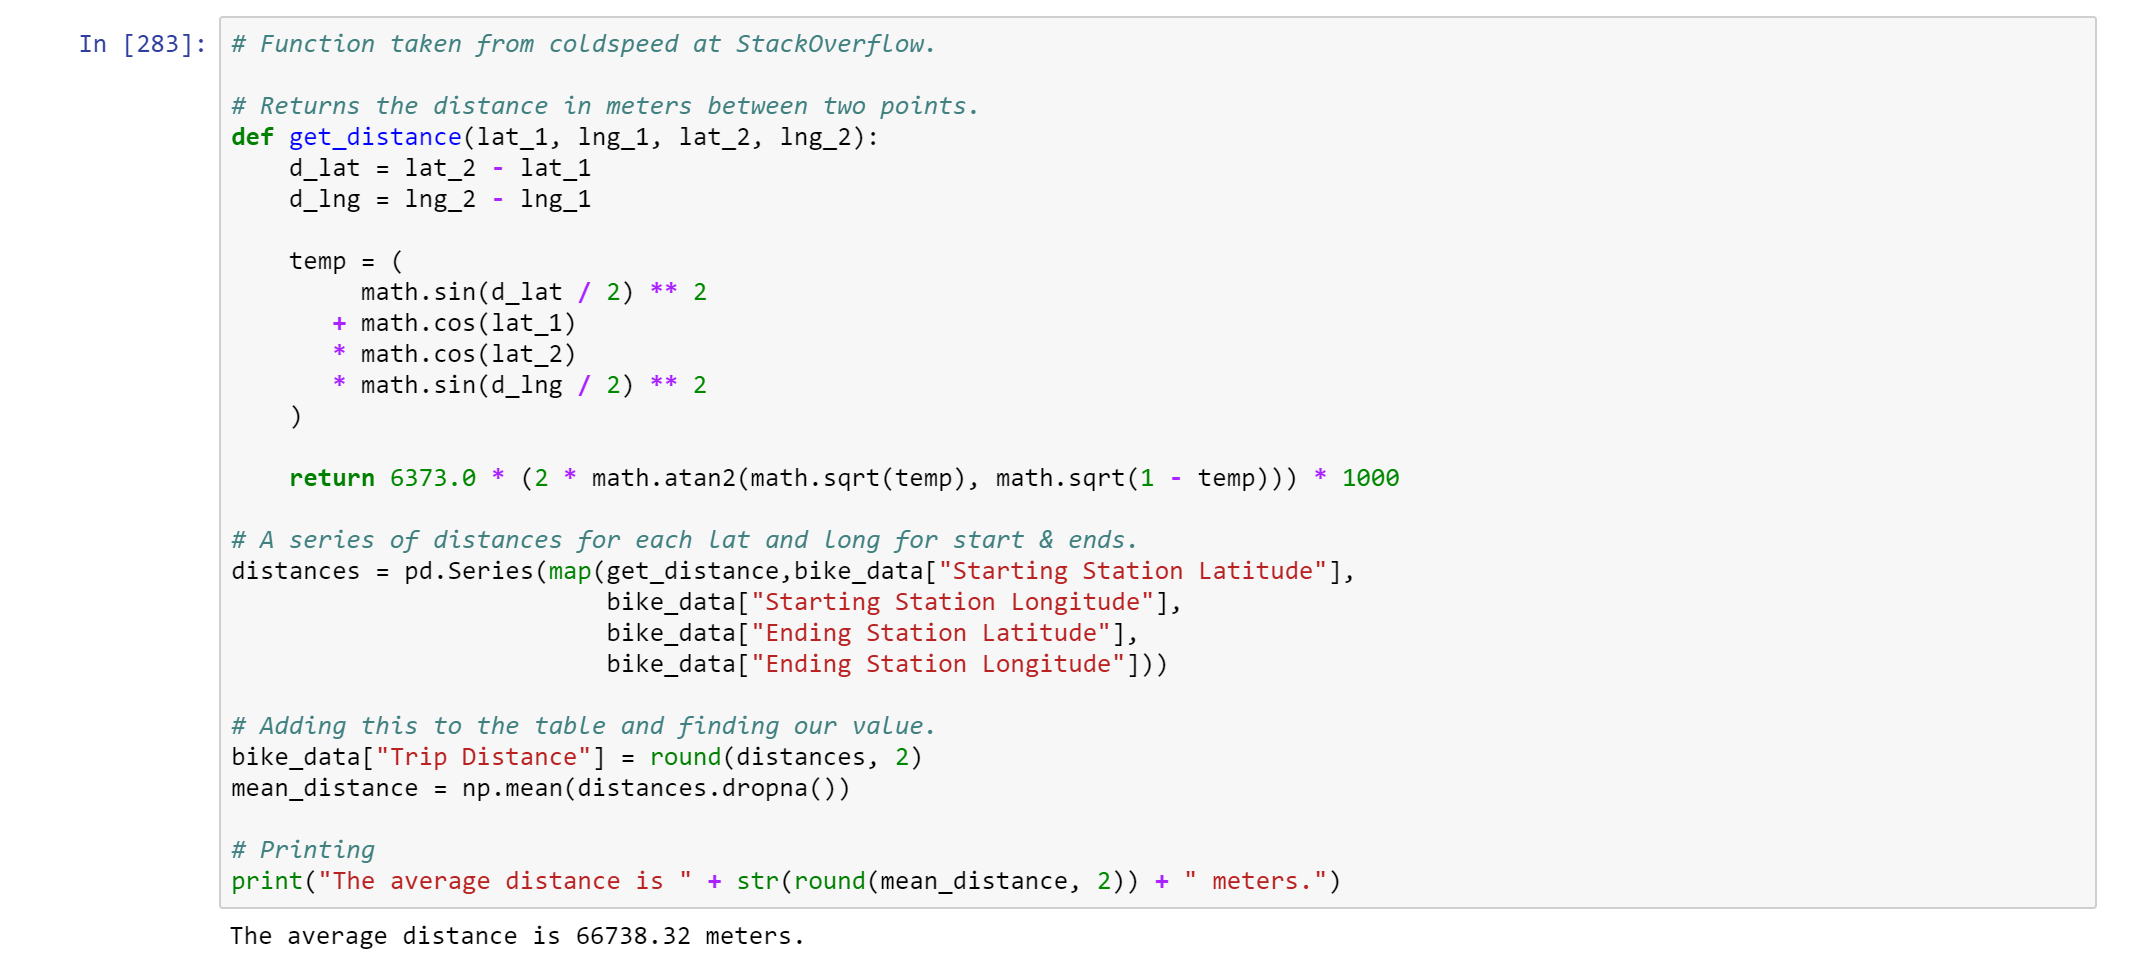 In [283]: # Function taken from coldspeed at StackOverflow.

# Returns the distance in meters between two points.
def get_distance(lat_1, lng_1, lat_2, lng_2):
    d_lat = lat_2 - lat_1
    d_lng = lng_2 - lng_1

    temp = (
         math.sin(d_lat / 2) ** 2
       + math.cos(lat_1)
       * math.cos(lat_2)
       * math.sin(d_lng / 2) ** 2
    )

    return 6373.0 * (2 * math.atan2(math.sqrt(temp), math.sqrt(1 - temp))) * 1000

# A series of distances for each lat and long for start & ends.
distances = pd.Series(map(get_distance,bike_data["Starting Station Latitude"],
                          bike_data["Starting Station Longitude"],
                          bike_data["Ending Station Latitude"],
                          bike_data["Ending Station Longitude"]))

# Adding this to the table and finding our value.
bike_data["Trip Distance"] = round(distances, 2)
mean_distance = np.mean(distances.dropna())

# Printing
print("The average distance is " + str(round(mean_distance, 2)) + " meters.")
The average distance is 66738.32 meters.